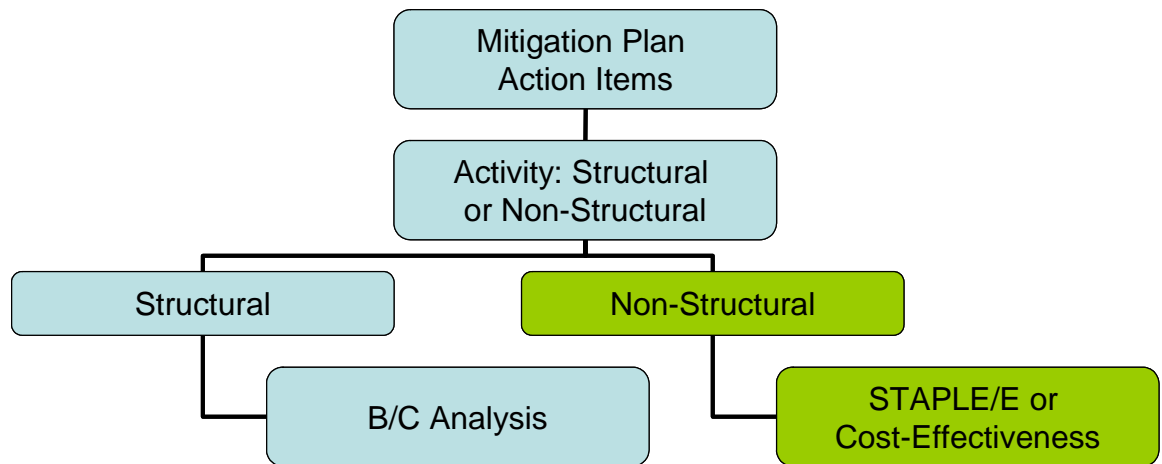 Mitigation Plan
Action Items
Activity: Structural
or Non-Structural
Structural
Non-Structural
B/C Analysis
STAPLE/E or
Cost-Effectiveness